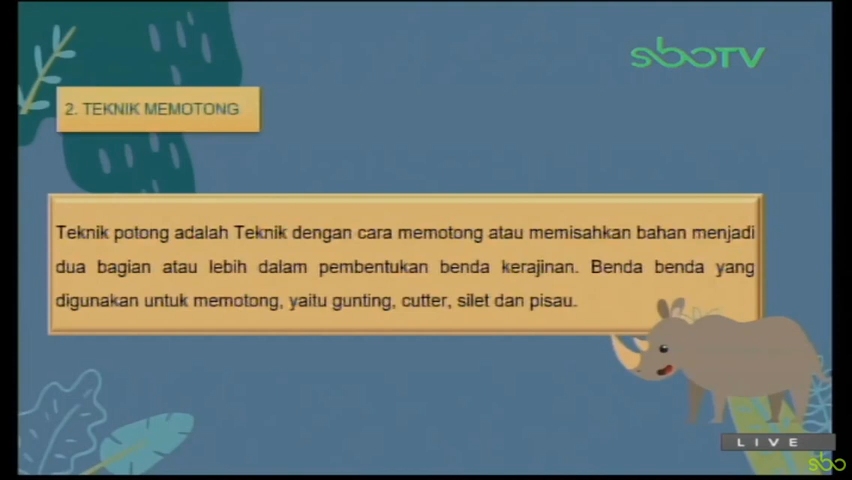 sboTV
2. TEKNIK MEMOTONG
Teknik potong adalah Teknik dengan cara memotong atau memisahkan bahan menjadi
dua bagian atau lebih dalam pembentukan benda kerajinan. Benda benda yang
digunakan untuk memotong, yaitu gunting, cutter, silet dan pisau.
LIVE
sbo